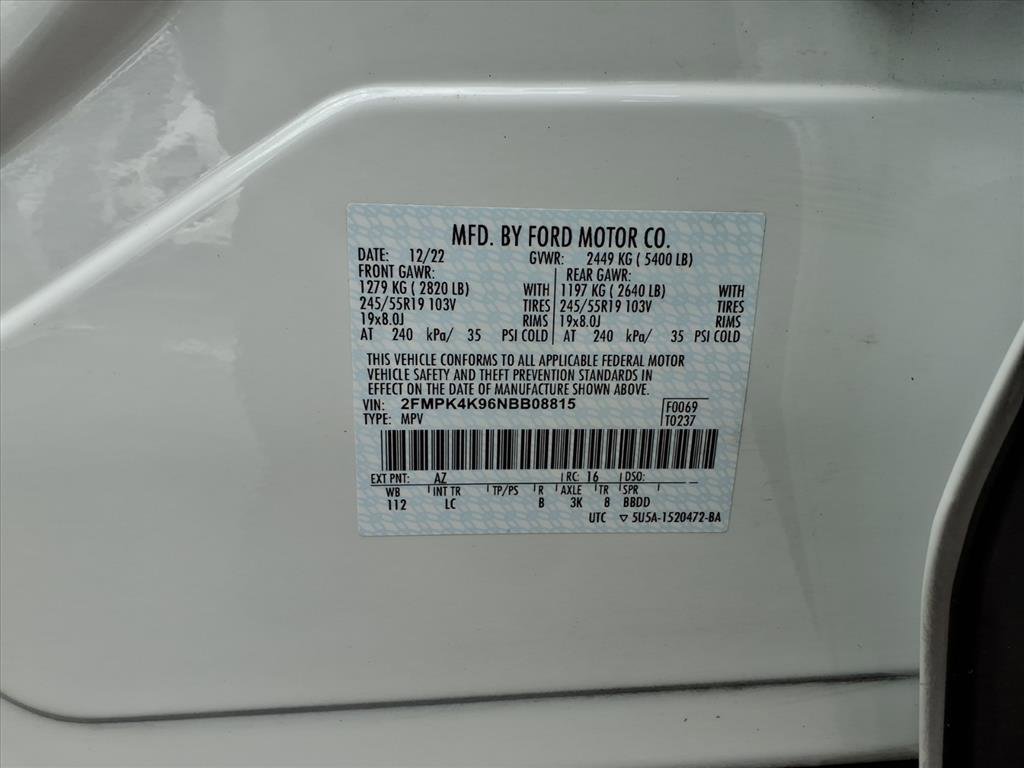 MFD. BY FORD MOTOR CO.
DATE: 12/22 GVWR: 2449 KG ( 5400 LB)
FRONT GAWR: REAR GAWR:
1279 KG ( 2820 LB) WITH 1197 KG ( 2640 LB) WITH
245/55R19 103V TIRES 245/55R19 103V TIRES
19x8.0J RIMS 19x8.0J RIMS
AT 240 kPa/ 35 PSI COLD AT 240 kPa/ 35 PSI COLD
THIS VEHICLE CONFORMS TO ALL APPLICABLE FEDERAL MOTOR
VEHICLE SAFETY AND THEFT PREVENTION STANDARDS IN
EFFECT ON THE DATE OF MANUFACTURE SHOWN ABOVE.
VIN: 2FMPK4K96NBB08815 F0069
TYPE: MPV T0237
EXT PNT: AZ RC: 16 DSO:
WB INT TR TP/PS R AXLE TR SPR
112 LC B 3K 8 BBDD
UTC ▽ 5U5A-1520472-BA